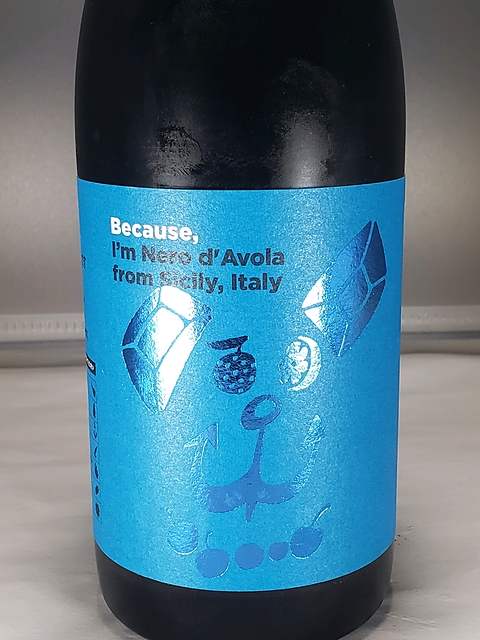 Because,
I'm Nero d'Avola
from Sicily, Italy